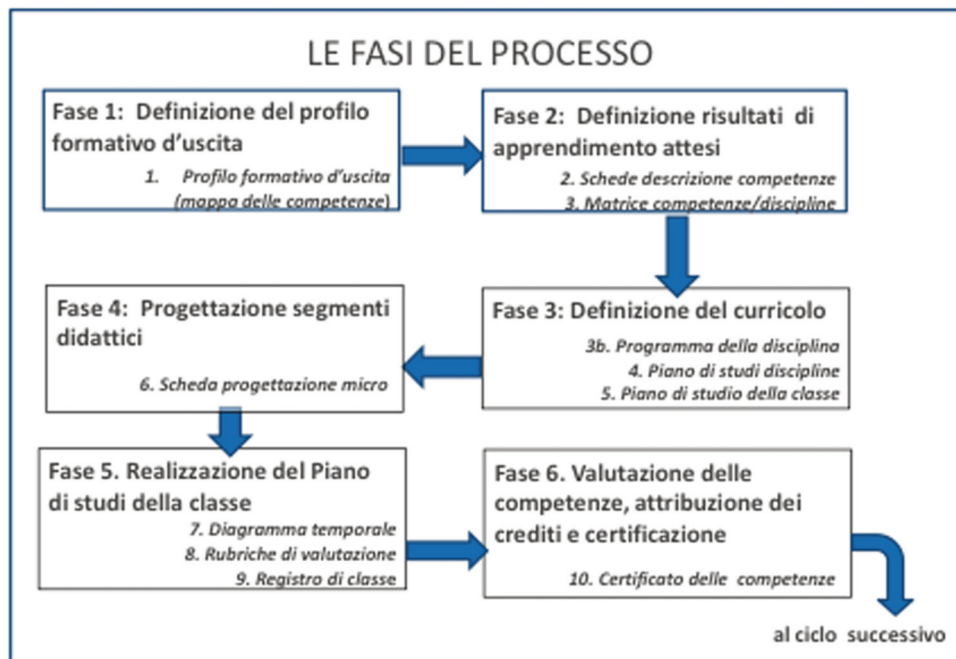 LE FASI DEL PROCESSO
Fase 1: Definizione del profilo
formativo d'uscita
1. Profilo formativo d'uscita
(mappa delle competenze)
Fase 2: Definizione risultati di
apprendimento attesi
2. Schede descrizione competenze
3. Matrice competenze/discipline
Fase 3: Definizione del curricolo
3b. Programma della disciplina
4. Piano di studi discipline
5. Piano di studio della classe
Fase 4: Progettazione segmenti
didattici
6. Scheda progettazione micro
Fase 5. Realizzazione del Piano
di studi della classe
7. Diagramma temporale
8. Rubriche di valutazione
9. Registro di classe
Fase 6. Valutazione delle
competenze, attribuzione dei
crediti e certificazione
10. Certificato delle competenze
al ciclo successivo